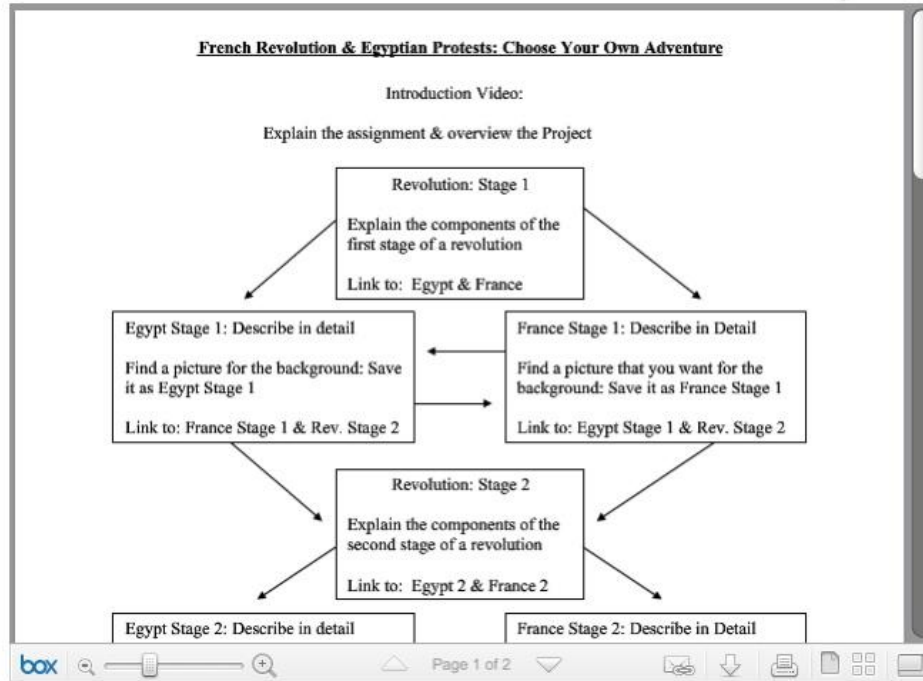 French Revolution & Egyptian Protests: Choose Your Own Adventure
Introduction Video:
Explain the assignment & overview the Project
Revolution: Stage 1
Explain the components of the
first stage of a revolution
Link to: Egypt & France
Egypt Stage 1: Describe in detail
Find a picture for the background: Save
it as Egypt Stage 1
Link to: France Stage 1 & Rev. Stage 2
France Stage 1: Describe in Detail
Find a picture that you want for the
background: Save it as France Stage 1
Link to: Egypt Stage 1 & Rev. Stage 2
Revolution: Stage 2
Explain the components of the
second stage of a revolution
Link to: Egypt 2 & France 2
Egypt Stage 2: Describe in detail
France Stage 2: Describe in Detail
box
Page 1 of 2